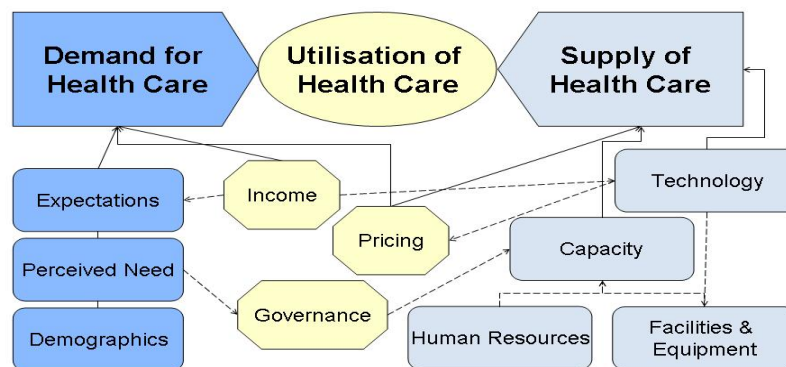 Demand for
Health Care
Utilisation of
Health Care
Supply of
Health Care
Expectations
Income
Technology
Pricing
Perceived Need
Capacity
Governance
Demographics
Human Resources
Facilities &
Equipment